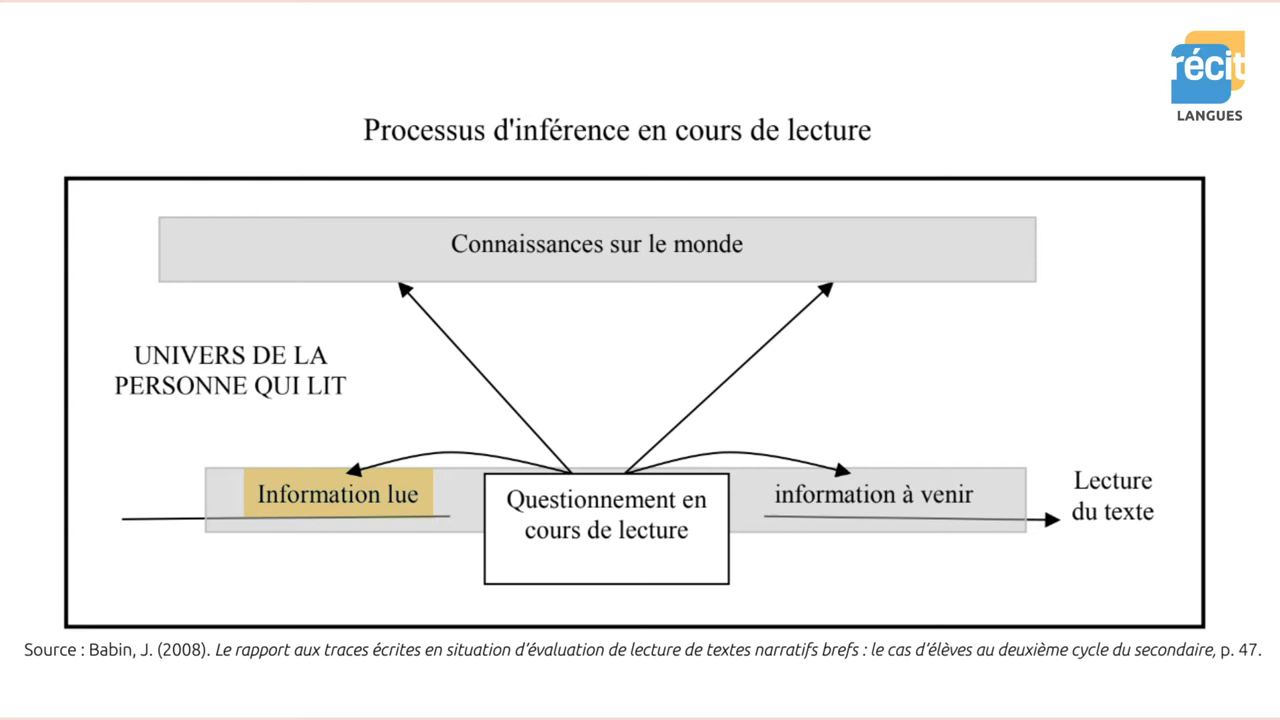 récit
LANGUES
Processus d'inférence en cours de lecture
Connaissances sur le monde
UNIVERS DE LA
PERSONNE QUI LIT
Information lue
Questionnement en
cours de lecture
information à venir
Lecture
du texte
Source : Babin, J. (2008). Le rapport aux traces écrites en situation d’évaluation de lecture de textes narratifs brefs : le cas d’élèves au deuxième cycle du secondaire, p. 47.